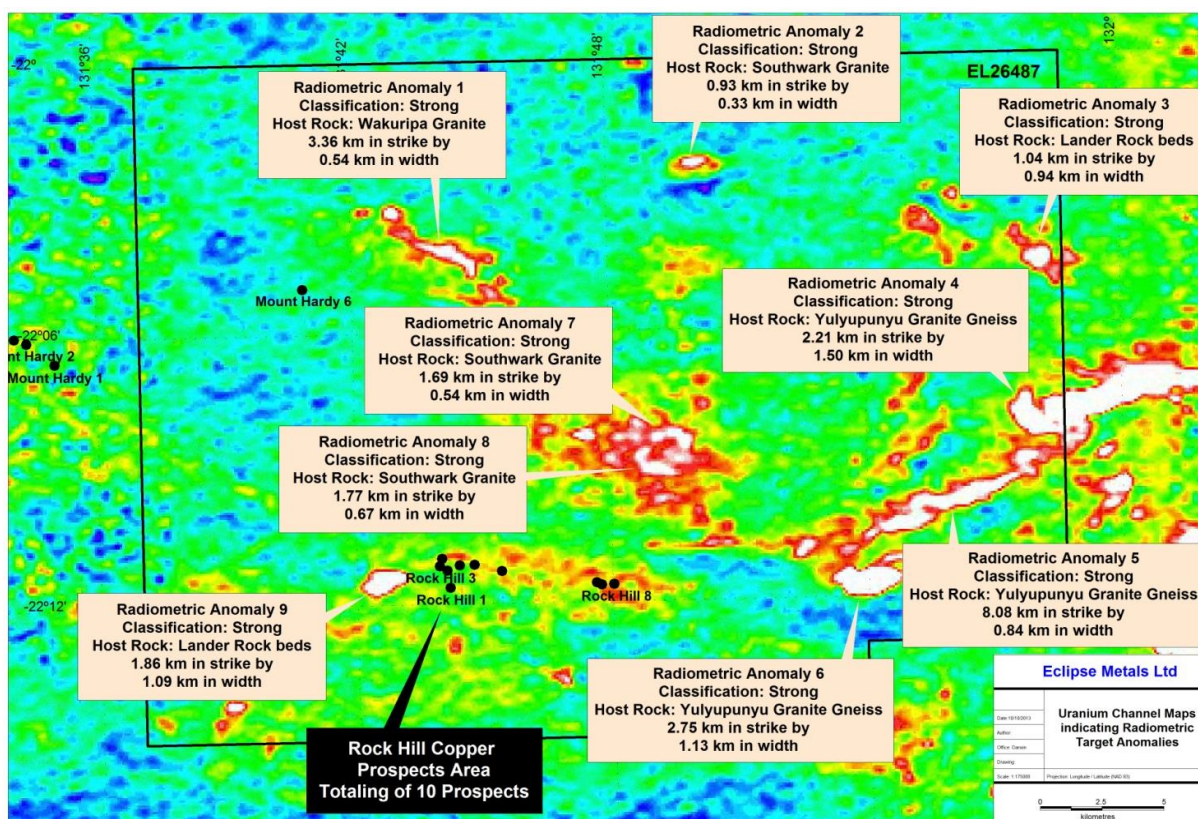 -22°
131°36'
1°42'
131°48'
132°
EL26487
Radiometric Anomaly 2
Classification: Strong
Host Rock: Southwark Granite
0.93 km in strike by
0.33 km in width
Radiometric Anomaly 1
Classification: Strong
Host Rock: Wakuripa Granite
3.36 km in strike by
0.54 km in width
Radiometric Anomaly 3
Classification: Strong
Host Rock: Lander Rock beds
1.04 km in strike by
0.94 km in width
Mount Hardy 6
Radiometric Anomaly 4
Classification: Strong
Host Rock: Yulyupunyu Granite Gneiss
2.21 km in strike by
1.50 km in width
-22°06'
nt Hardy 2
Mount Hardy 1
Radiometric Anomaly 7
Classification: Strong
Host Rock: Southwark Granite
1.69 km in strike by
0.54 km in width
Radiometric Anomaly 8
Classification: Strong
Host Rock: Southwark Granite
1.77 km in strike by
0.67 km in width
Rock Hill 3
Rock Hill 1
Rock Hill 8
-22°12'
Radiometric Anomaly 5
Classification: Strong
Host Rock: Yulyupunyu Granite Gneiss
8.08 km in strike by
0.84 km in width
Radiometric Anomaly 9
Classification: Strong
Host Rock: Lander Rock beds
1.86 km in strike by
1.09 km in width
Radiometric Anomaly 6
Classification: Strong
Host Rock: Yulyupunyu Granite Gneiss
2.75 km in strike by
1.13 km in width
Rock Hill Copper
Prospects Area
Totaling of 10 Prospects
Eclipse Metals Ltd
Uranium Channel Maps
indicating Radiometric
Target Anomalies
Author:
Office: Darwin
Drawing:
Projection: Longitude / Latitude
0 2.5 5
kilometres